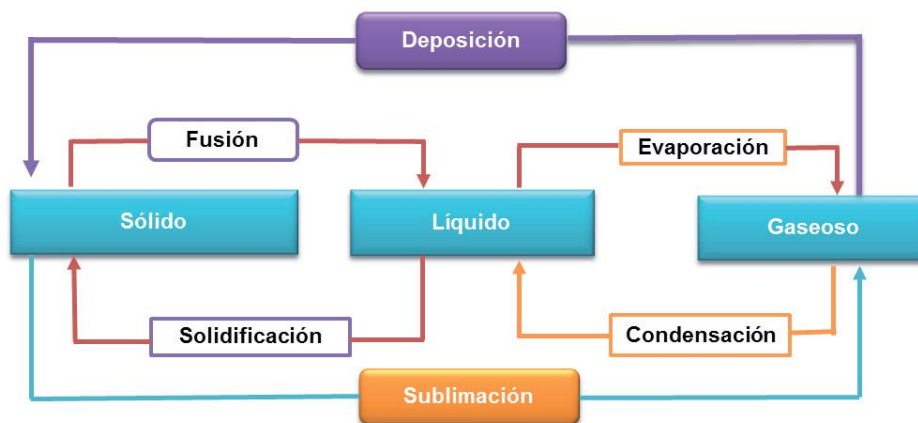 Deposición
Fusión
Evaporación
Sólido
Líquido
Gaseoso
Solidificación
Condensación
Sublimación